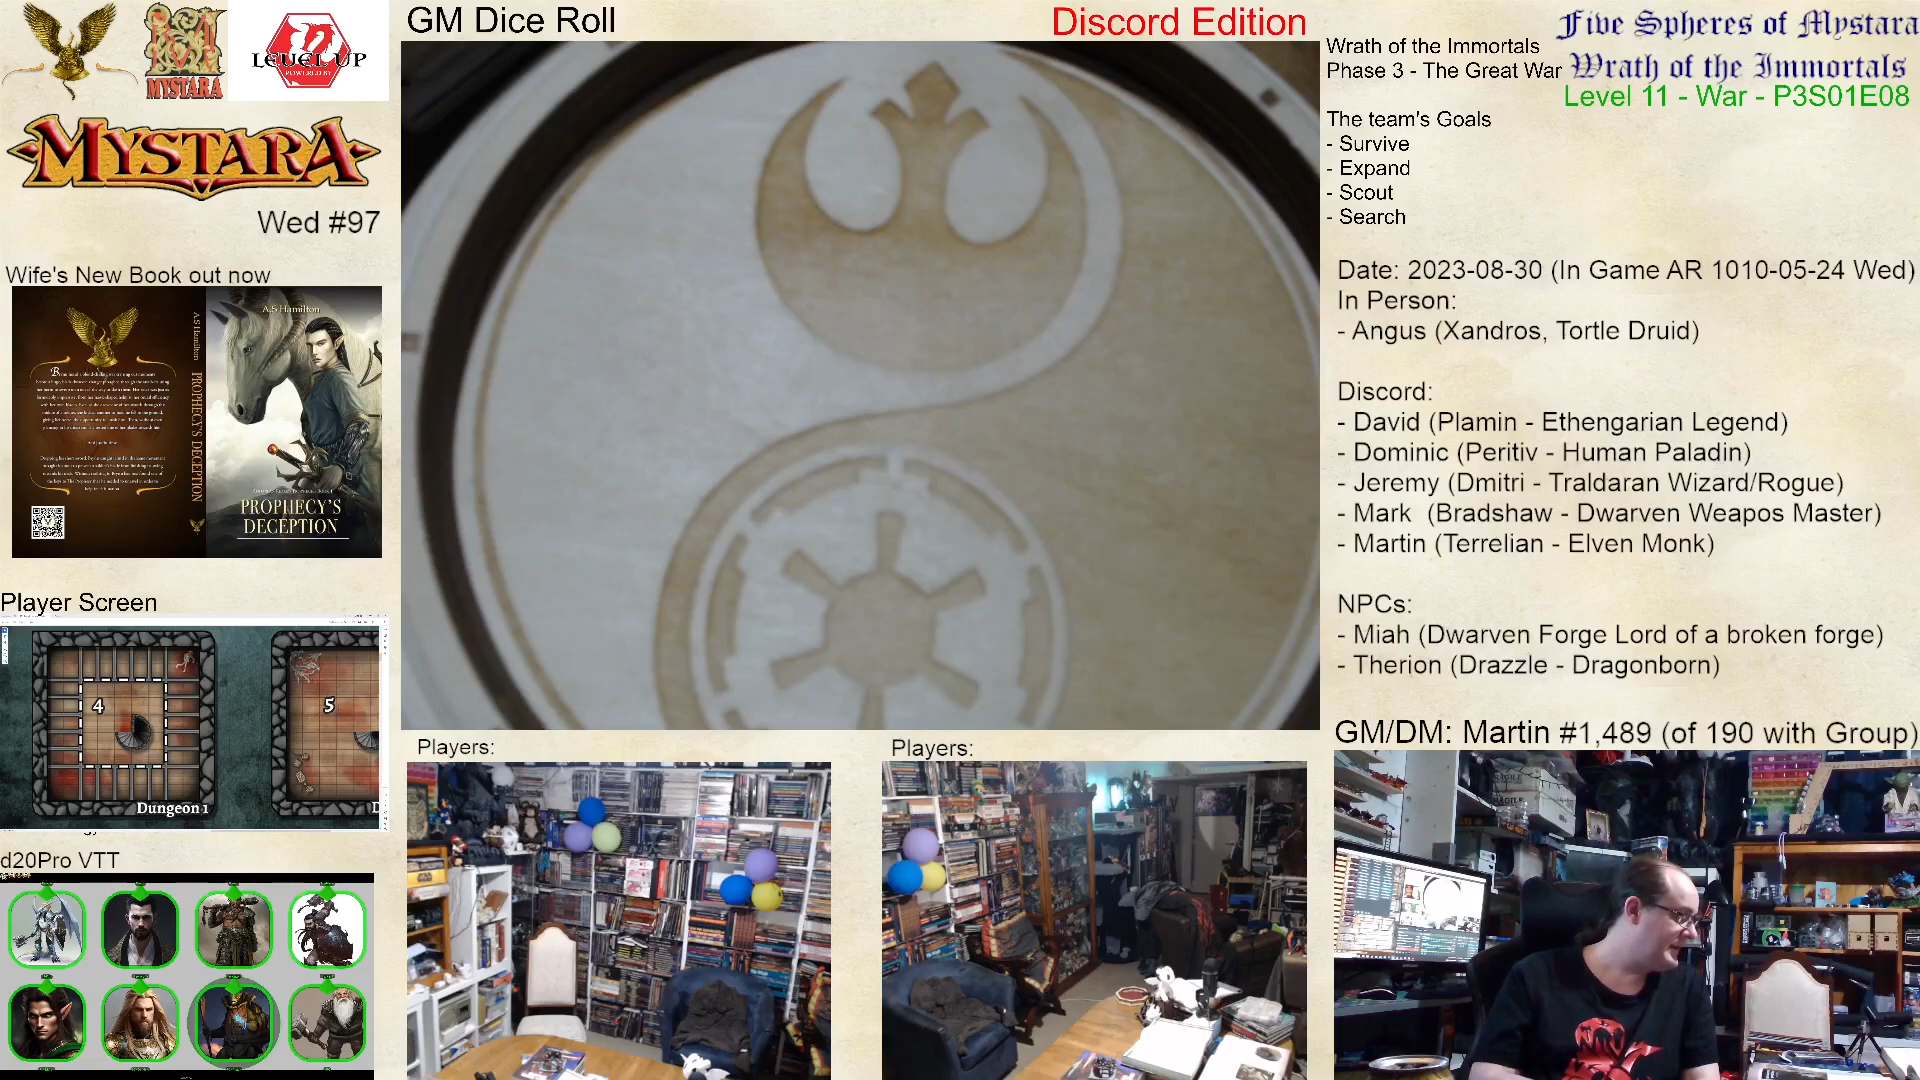 MYSTARA
LEVEL UP
POWERED BY
MYSTARA
Wed #97
Wife's New Book out now
A.S Hamilton
A.S Hamilton
PROPHECY'S DECEPTION
PROPHECY'S
DECEPTION
Player Screen
4
5
Dungeon 1
D
d20Pro VTT
GM Dice Roll
Discord Edition
Players:
Players:
Wrath of the Immortals
Phase 3 - The Great War
Five Spheres of Mystara
Wrath of the Immortals
Level 11 - War - P3S01E08
The team's Goals
- Survive
- Expand
- Scout
- Search
Date: 2023-08-30 (In Game AR 1010-05-24 Wed)
In Person:
- Angus (Xandros, Tortle Druid)
Discord:
- David (Plamin - Ethengarian Legend)
- Dominic (Peritiv - Human Paladin)
- Jeremy (Dmitri - Traldaran Wizard/Rogue)
- Mark (Bradshaw - Dwarven Weapos Master)
- Martin (Terrelian - Elven Monk)
NPCs:
- Miah (Dwarven Forge Lord of a broken forge)
- Therion (Drazzle - Dragonborn)
GM/DM: Martin #1,489 (of 190 with Group)
FRAGILE